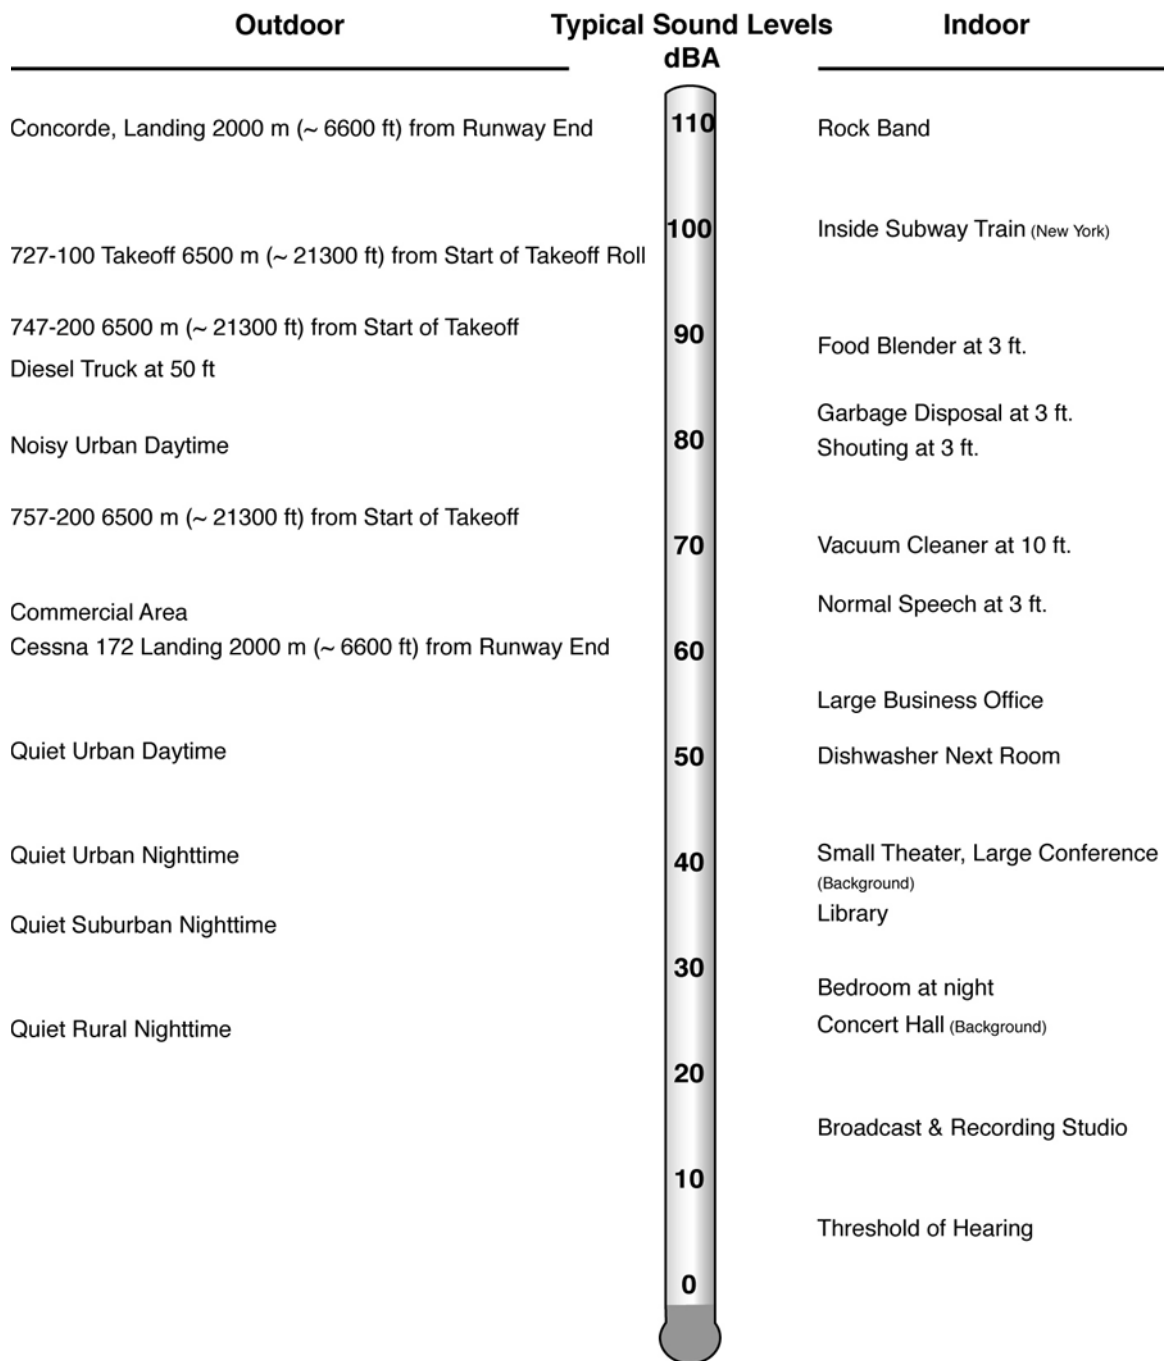 Outdoor
Typical Sound Levels
dBA
Indoor
Concorde, Landing 2000 m (~ 6600 ft) from Runway End
110
Rock Band
100
Inside Subway Train (New York)
727-100 Takeoff 6500 m (~ 21300 ft) from Start of Takeoff Roll
747-200 6500 m (~ 21300 ft) from Start of Takeoff
90
Food Blender at 3 ft.
Diesel Truck at 50 ft
Garbage Disposal at 3 ft.
Noisy Urban Daytime
80
Shouting at 3 ft.
757-200 6500 m (~ 21300 ft) from Start of Takeoff
70
Vacuum Cleaner at 10 ft.
Commercial Area
Normal Speech at 3 ft.
Cessna 172 Landing 2000 m (~ 6600 ft) from Runway End
60
Large Business Office
Quiet Urban Daytime
50
Dishwasher Next Room
Quiet Urban Nighttime
40
Small Theater, Large Conference
(Background)
Library
Quiet Suburban Nighttime
30
Bedroom at night
Quiet Rural Nighttime
Concert Hall (Background)
20
Broadcast & Recording Studio
10
Threshold of Hearing
0